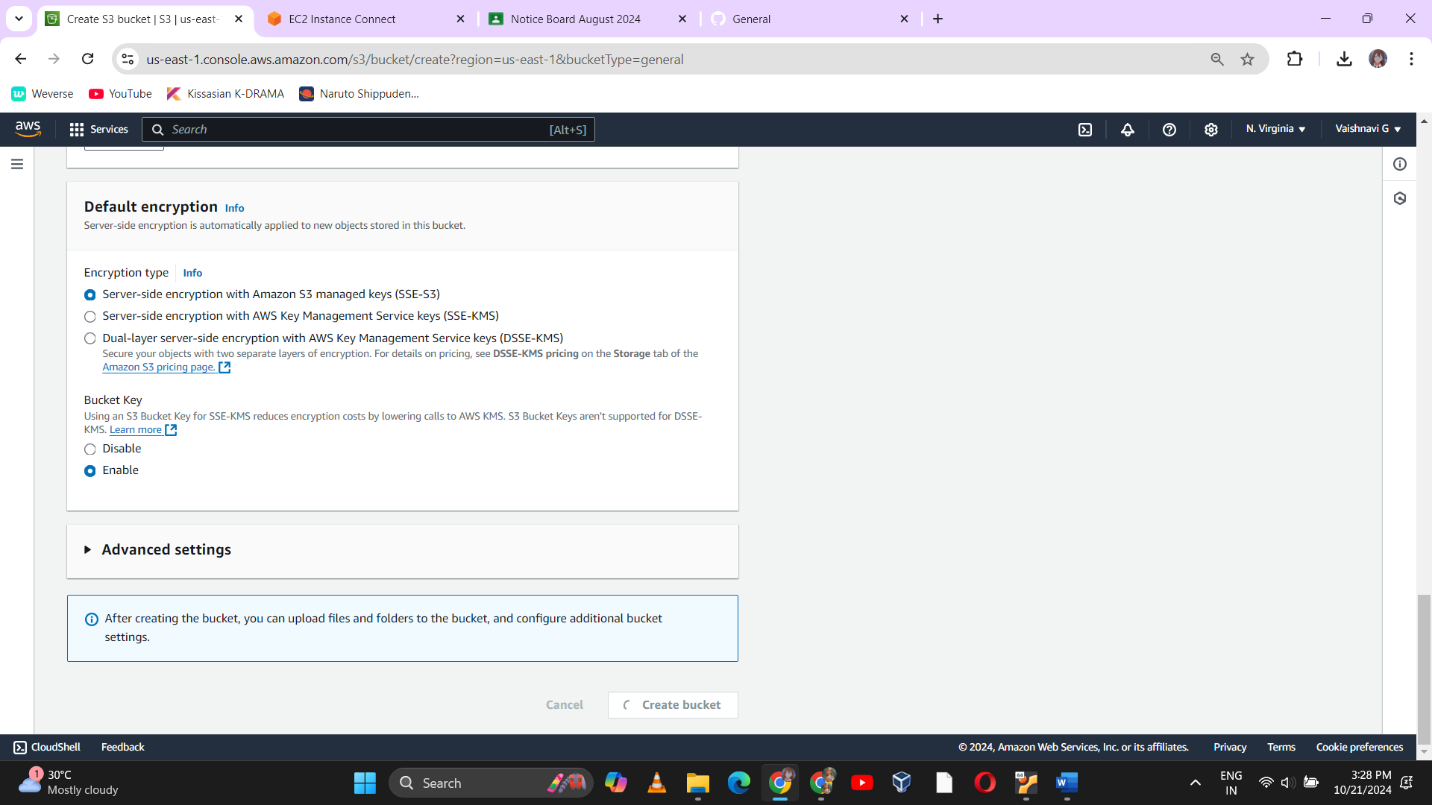 Create S3 bucket | S3 | us-east-
EC2 Instance Connect
Notice Board August 2024
General
us-east-1.console.aws.amazon.com/s3/bucket/create?region=us-east-1&bucketType=general
Weverse
YouTube
Kissasian K-DRAMA
Naruto Shippuden...
aws
Services
Search
[Alt+S]
N. Virginia
Vaishnavi G
Default encryption Info
Server-side encryption is automatically applied to new objects stored in this bucket.
Encryption type Info
Server-side encryption with Amazon S3 managed keys (SSE-S3)
Server-side encryption with AWS Key Management Service keys (SSE-KMS)
Dual-layer server-side encryption with AWS Key Management Service keys (DSSE-KMS)
Secure your objects with two separate layers of encryption. For details on pricing, see DSSE-KMS pricing on the Storage tab of the
Amazon S3 pricing page.
Bucket Key
Using an S3 Bucket Key for SSE-KMS reduces encryption costs by lowering calls to AWS KMS. S3 Bucket Keys aren't supported for DSSE-
KMS. Learn more
Disable
Enable
Advanced settings
After creating the bucket, you can upload files and folders to the bucket, and configure additional bucket
settings.
Cancel
Create bucket
CloudShell
Feedback
© 2024, Amazon Web Services, Inc. or its affiliates.
Privacy
Terms
Cookie preferences
1
30°C
Mostly cloudy
Search
ENG
IN
3:28 PM
10/21/2024